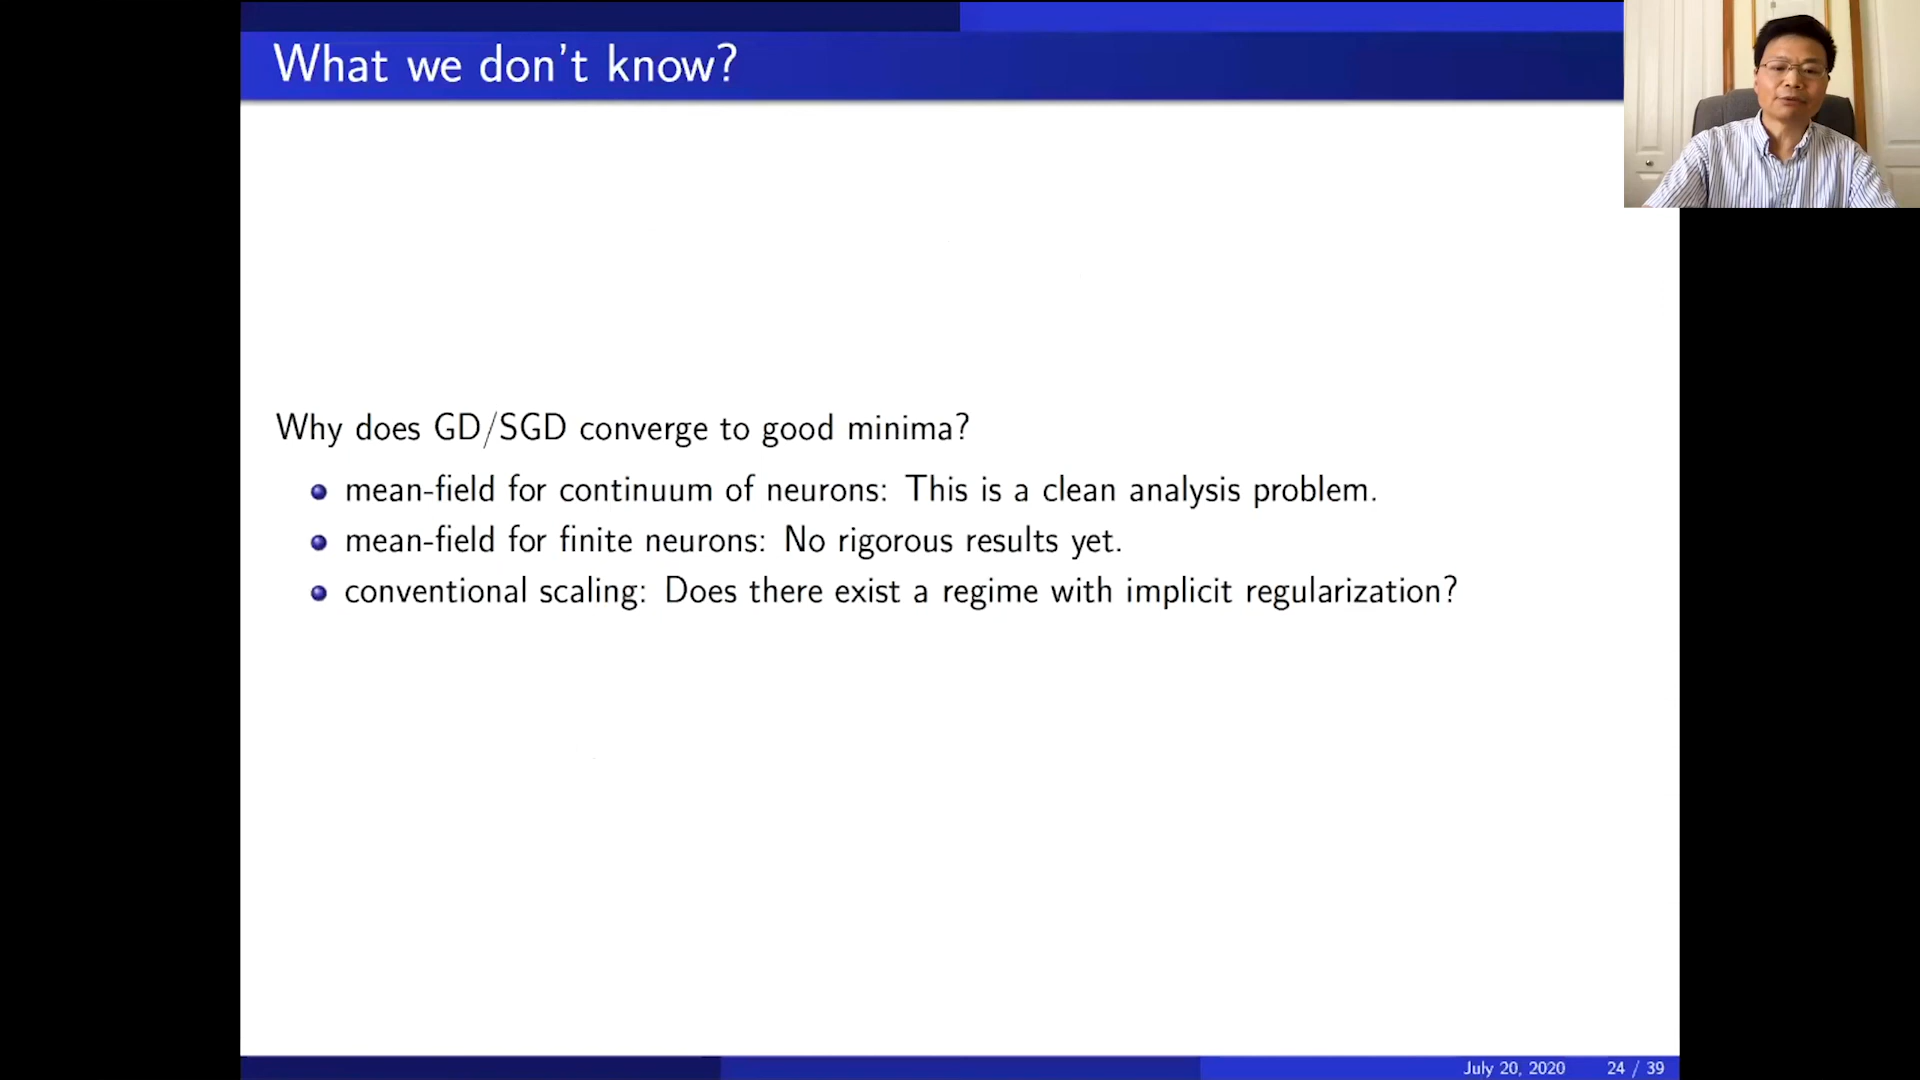 What we don't know?
Why does GD/SGD converge to good minima?
mean-field for continuum of neurons: This is a clean analysis problem.
mean-field for finite neurons: No rigorous results yet.
conventional scaling: Does there exist a regime with implicit regularization?
July 20, 2020 24 / 39